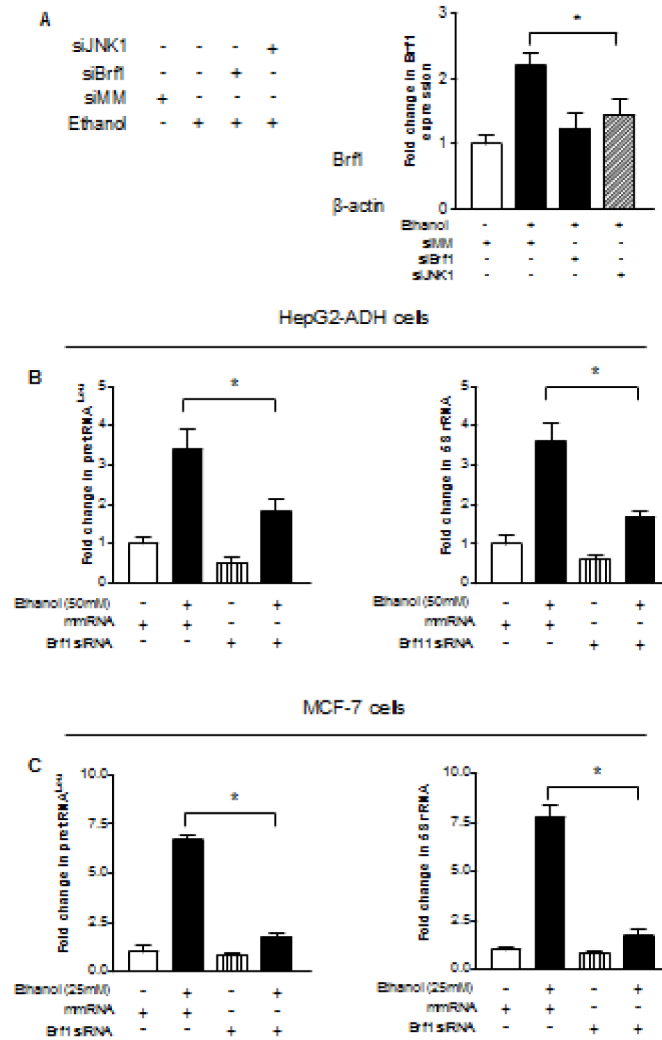 A
siJNK1 - - - +
siBrf1 - - + -
siMM + - - -
Ethanol - + + +
Brf1
β-actin
Fold change in Brf1
expression
3
2
1
0
*
Ethanol - + + +
siMM + + - -
siBrf1 - - + -
siJNK1 - - - +
HepG2-ADH cells
B
Fold change in pretRNA^Leu
5
4
3
2
1
0
*
Ethanol (50mM) - + - +
mmRNA + + - -
Brf1 siRNA - - + +
Fold change in 5S rRNA
5
4
3
2
1
0
*
Ethanol (50mM) - + - +
mmRNA + + - -
Brf11 siRNA - - + +
MCF-7 cells
C
Fold change in pretRNA^Leu
10.0
7.5
5.0
2.5
0.0
*
Ethanol (25mM) - + - +
mmRNA + + - -
Brf1 siRNA - - + +
Fold change in 5S rRNA
10.0
7.5
5.0
2.5
0.0
*
Ethanol (25mM) - + - +
mmRNA + + - -
Brf1 siRNA - - + +